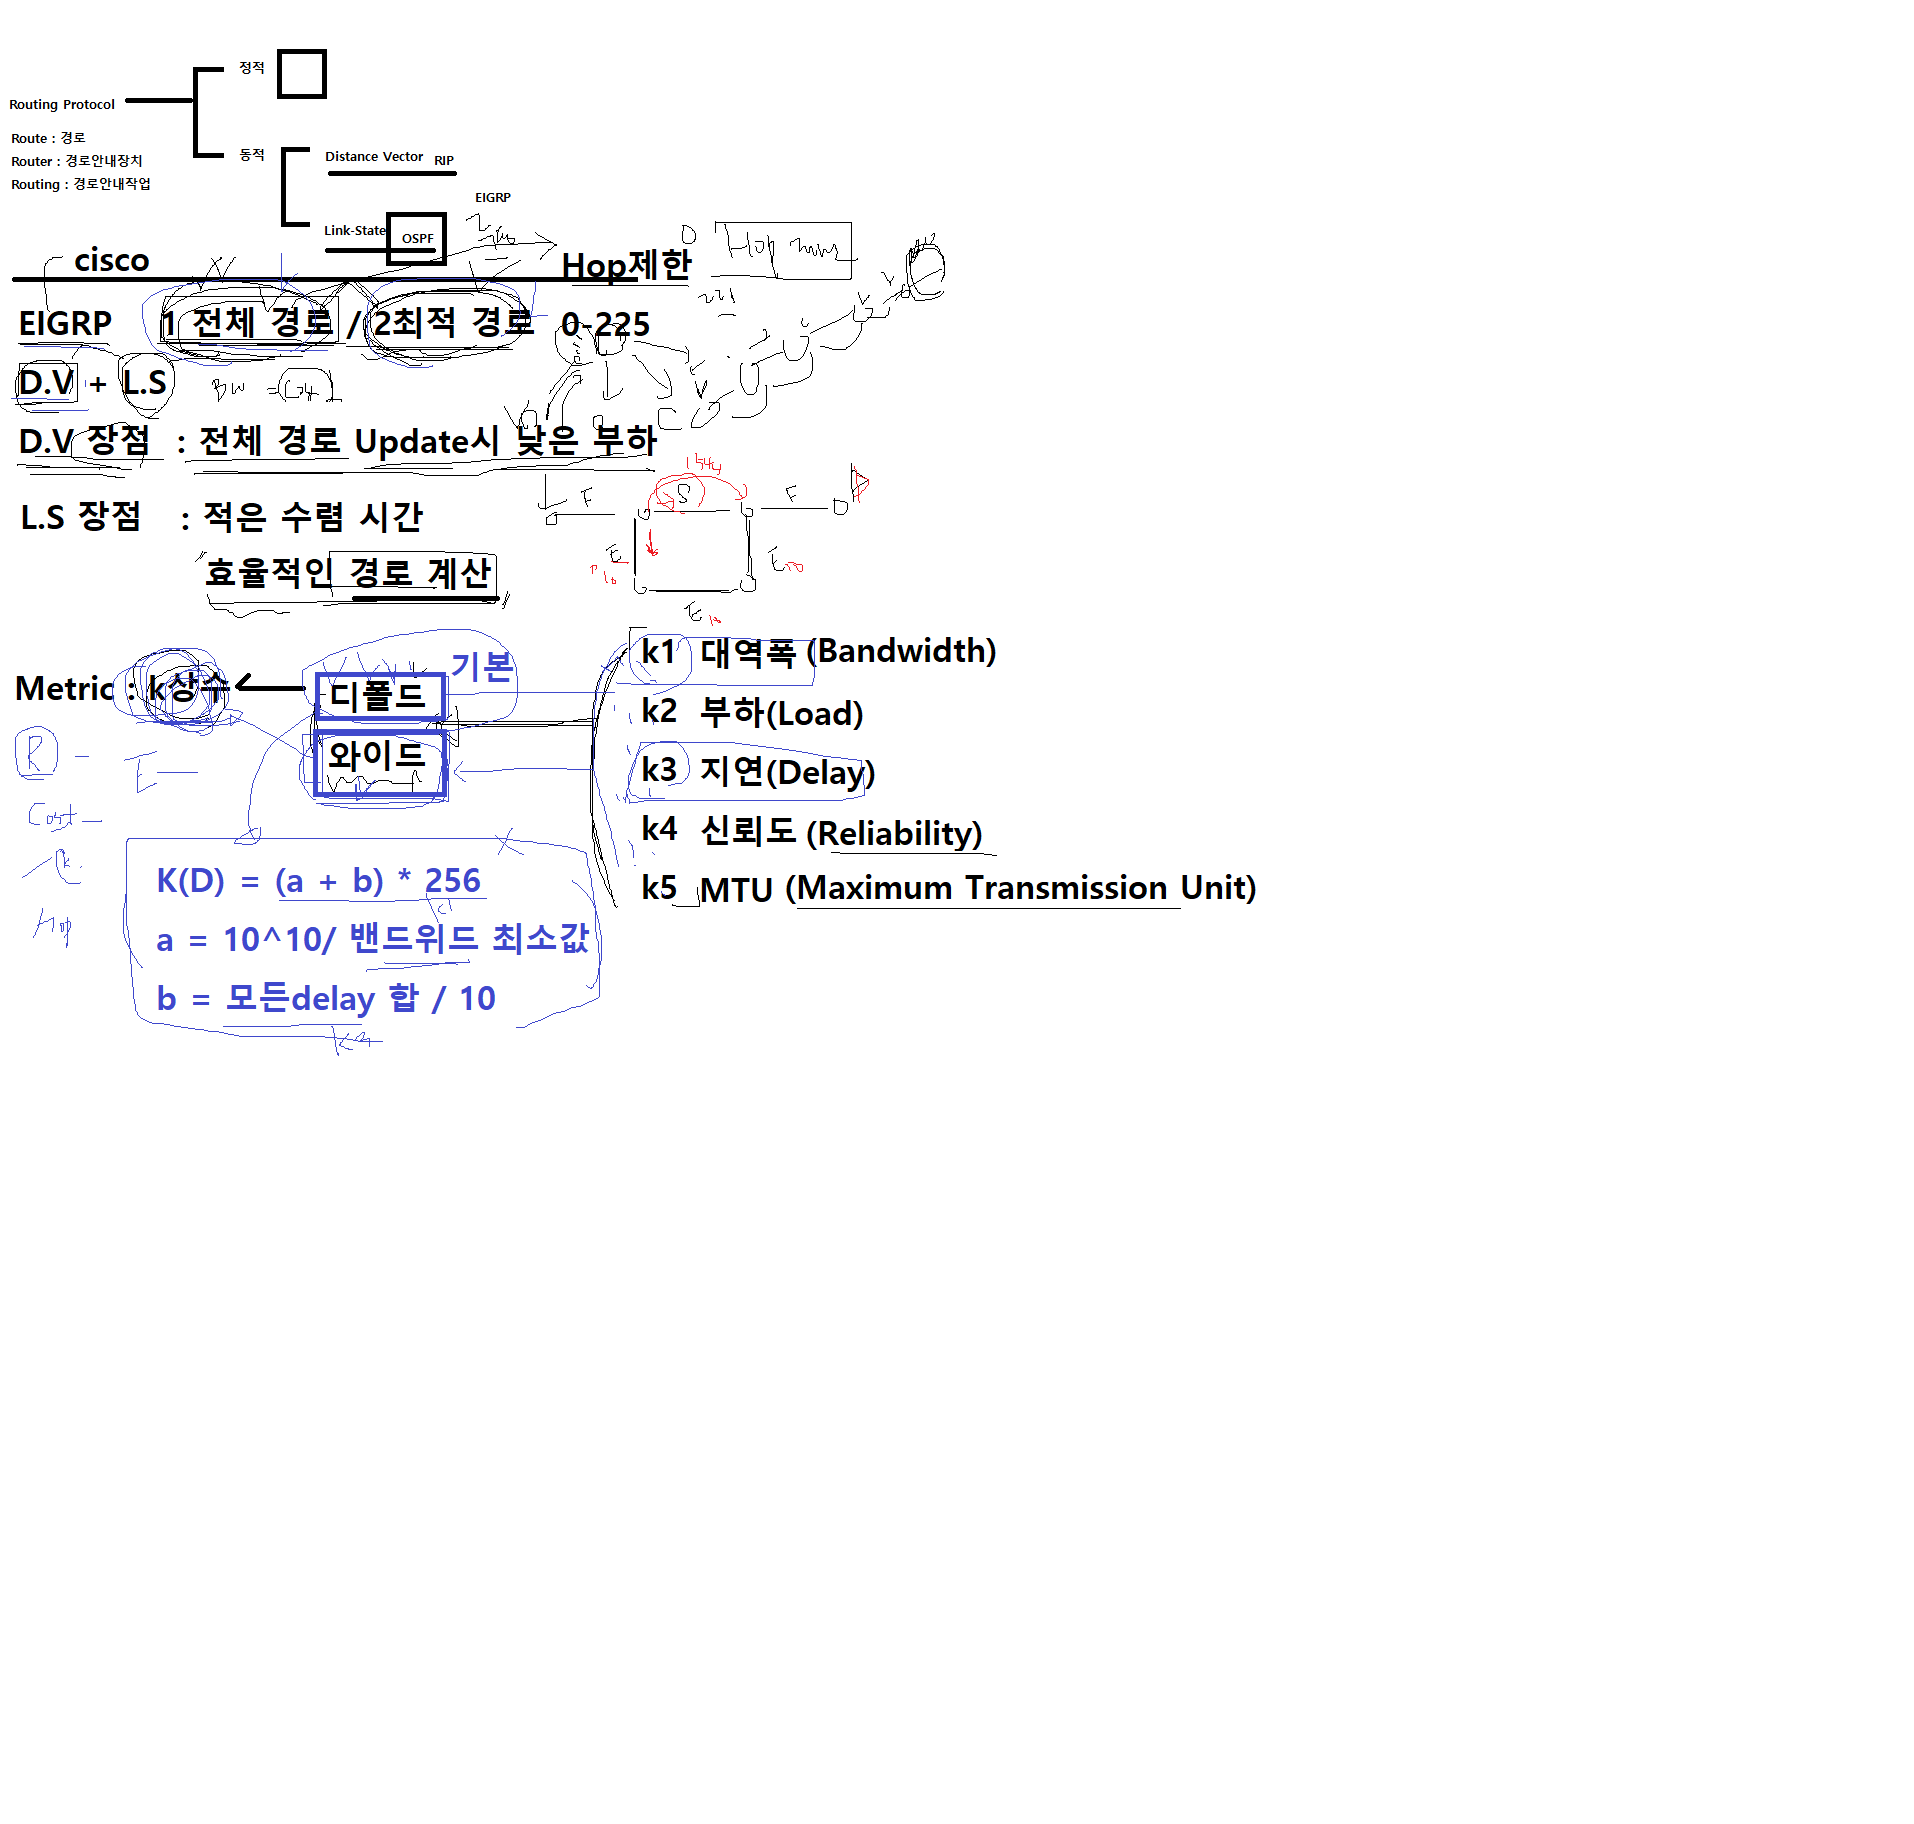 정적
Routing Protocol
Route : 경로
Router : 경로안내장치
Routing : 경로안내작업
동적
Distance Vector RIP
EIGRP
Link-State OSPF
cisco
Hop제한
EIGRP 1 전체 경로 / 2최적 경로 0-225
D.V + L.S
BW =
D.V 장점 : 전체 경로 Update시 낮은 부하
1544
F S F
L.S 장점 : 적은 수렴 시간
E E
효율적인 경로 계산
E
기본
Metric : k상수
디폴드
와이드
k1 대역폭 (Bandwidth)
k2 부하(Load)
k3 지연(Delay)
k4 신뢰도 (Reliability)
k5 MTU (Maximum Transmission Unit)
R
E
Cost
Hop
K(D) = (a + b) * 256
a = 10^10/ 밴드위드 최소값
b = 모든delay 합 / 10